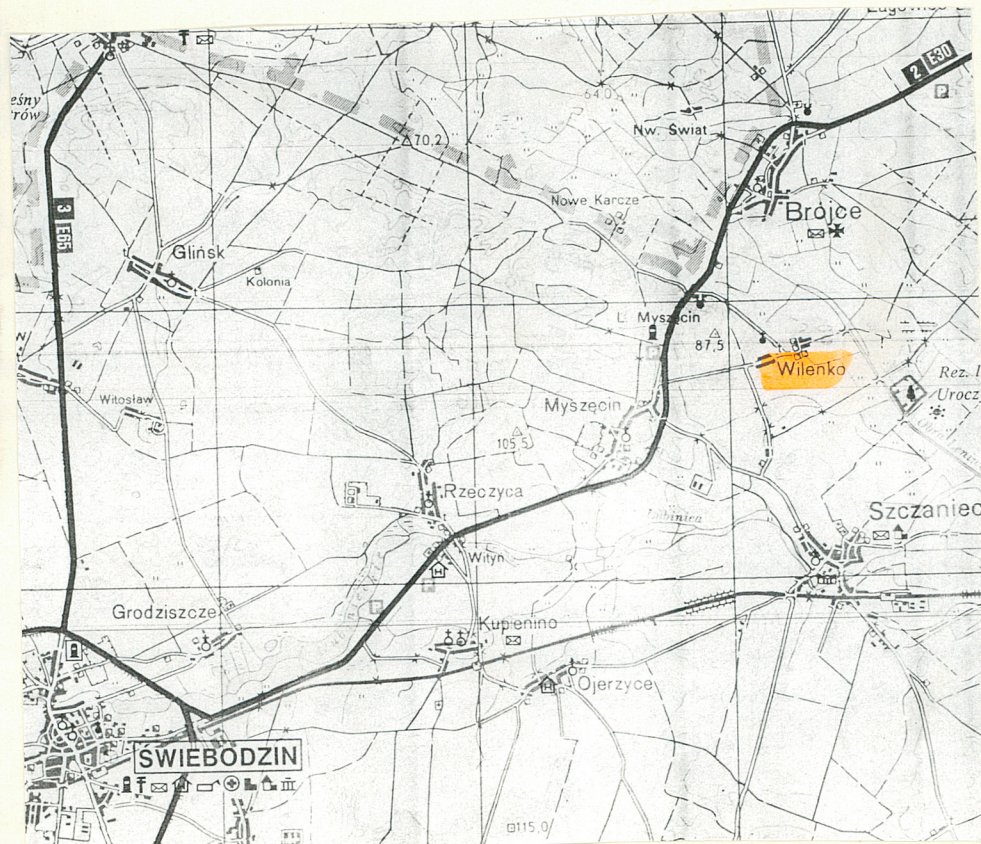 2 E30
64.0
Nw. Świat
70,2
Brójce
Nowe Karcze
3 E65
Glińsk
Kolonia
L. Myszęcin
87,5
Wilenko
Rez. l
Urocz
Witosław
Myszęcin
105,5
Rzeczyca
Szczaniec
Wityń
Grodziszcze
Kupienino
Ojerzyce
ŚWIEBODZIN
115,0